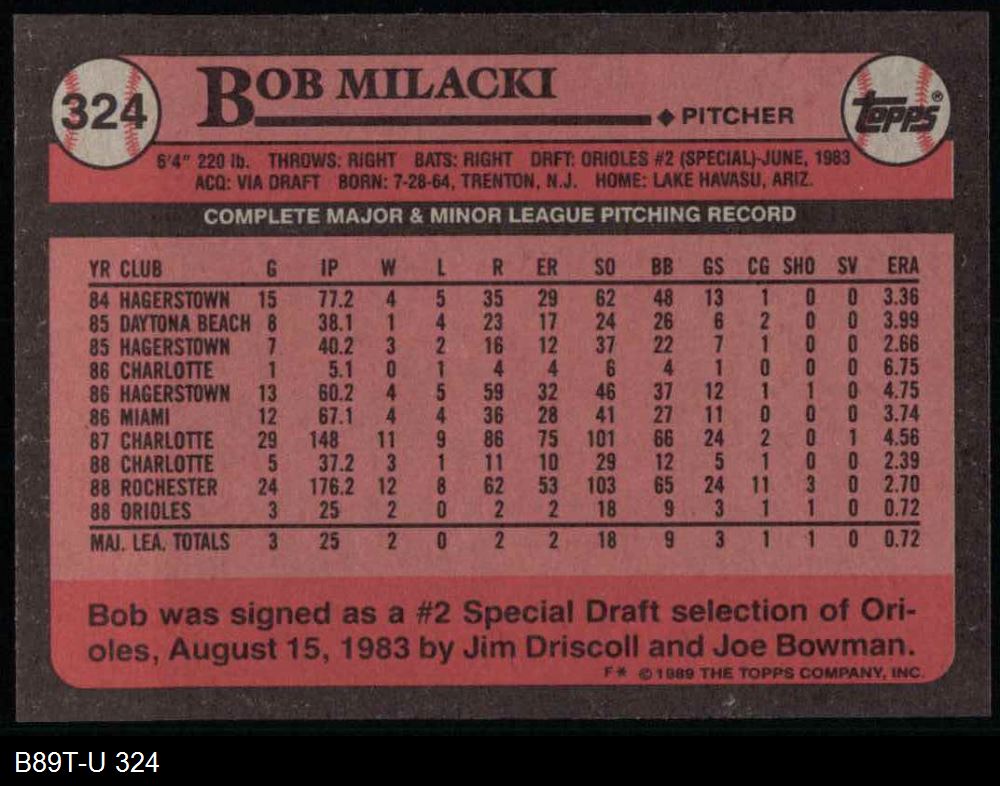 324
BOB MILACKI
◆ PITCHER
topps®
6'4" 220 lb. THROWS: RIGHT BATS: RIGHT DRFT: ORIOLES #2 (SPECIAL)-JUNE, 1983
ACQ: VIA DRAFT BORN: 7-28-64, TRENTON, N.J. HOME: LAKE HAVASU, ARIZ.
COMPLETE MAJOR & MINOR LEAGUE PITCHING RECORD
YR CLUB G IP W L R ER SO BB GS CG SHO SV ERA
84 HAGERSTOWN 15 77.2 4 5 35 29 62 48 13 1 0 0 3.36
85 DAYTONA BEACH 8 38.1 1 4 23 17 24 26 6 2 0 0 3.99
85 HAGERSTOWN 7 40.2 3 2 16 12 37 22 7 1 0 0 2.66
86 CHARLOTTE 1 5.1 0 1 4 4 6 4 1 0 0 0 6.75
86 HAGERSTOWN 13 60.2 4 5 59 32 46 37 12 1 1 0 4.75
86 MIAMI 12 67.1 4 4 36 28 41 27 11 0 0 0 3.74
87 CHARLOTTE 29 148 11 9 86 75 101 66 24 2 0 1 4.56
88 CHARLOTTE 5 37.2 3 1 11 10 29 12 5 1 0 0 2.39
88 ROCHESTER 24 176.2 12 8 62 53 103 65 24 11 3 0 2.70
88 ORIOLES 3 25 2 0 2 2 18 9 3 1 1 0 0.72
MAJ. LEA. TOTALS 3 25 2 0 2 2 18 9 3 1 1 0 0.72
Bob was signed as a #2 Special Draft selection of Ori-
oles, August 15, 1983 by Jim Driscoll and Joe Bowman.
F* © 1989 THE TOPPS COMPANY, INC.
B89T-U 324